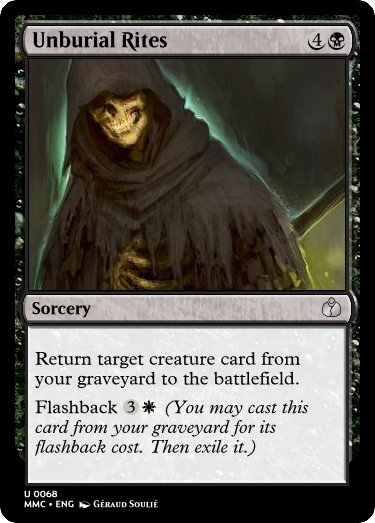 Unburial Rites 4
Sorcery
Return target creature card from
your graveyard to the battlefield.
Flashback 3 (You may cast this
card from your graveyard for its
flashback cost. Then exile it.)
U 0068
MMC • ENG Géraud Soulié